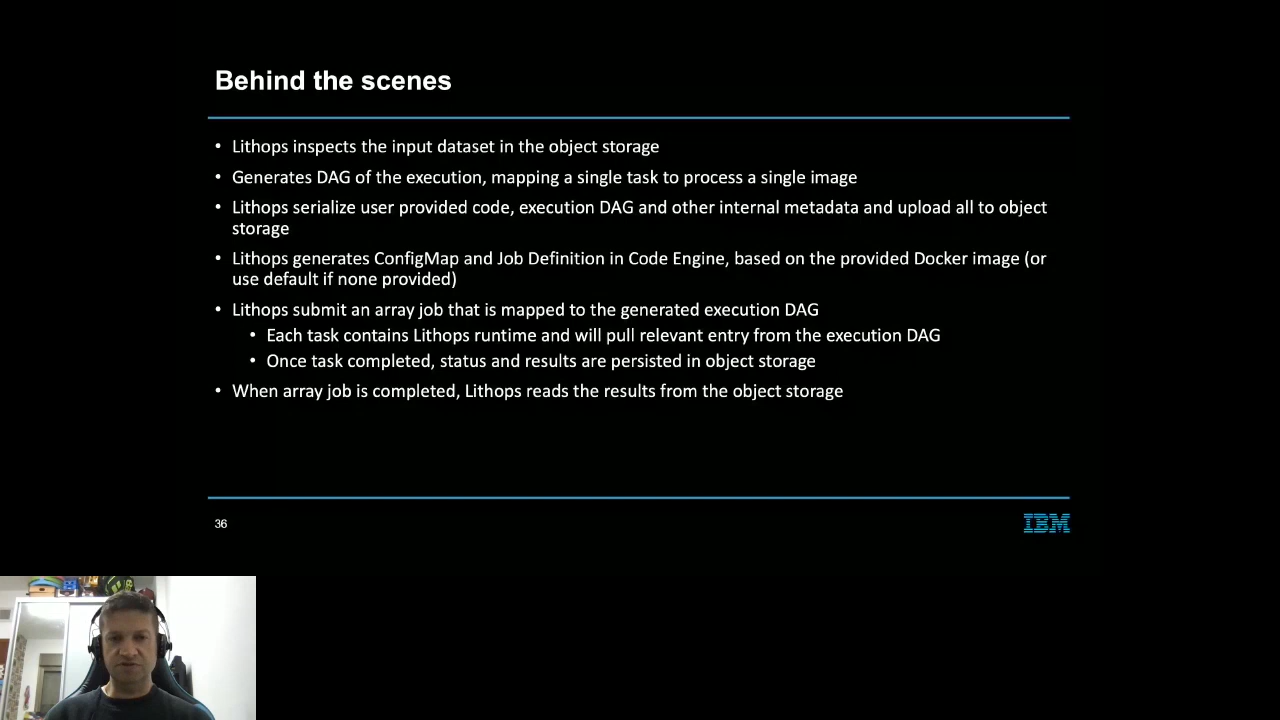 Behind the scenes
• Lithops inspects the input dataset in the object storage
• Generates DAG of the execution, mapping a single task to process a single image
• Lithops serialize user provided code, execution DAG and other internal metadata and upload all to object
storage
• Lithops generates ConfigMap and Job Definition in Code Engine, based on the provided Docker image (or
use default if none provided)
• Lithops submit an array job that is mapped to the generated execution DAG
• Each task contains Lithops runtime and will pull relevant entry from the execution DAG
• Once task completed, status and results are persisted in object storage
• When array job is completed, Lithops reads the results from the object storage
36
IBM